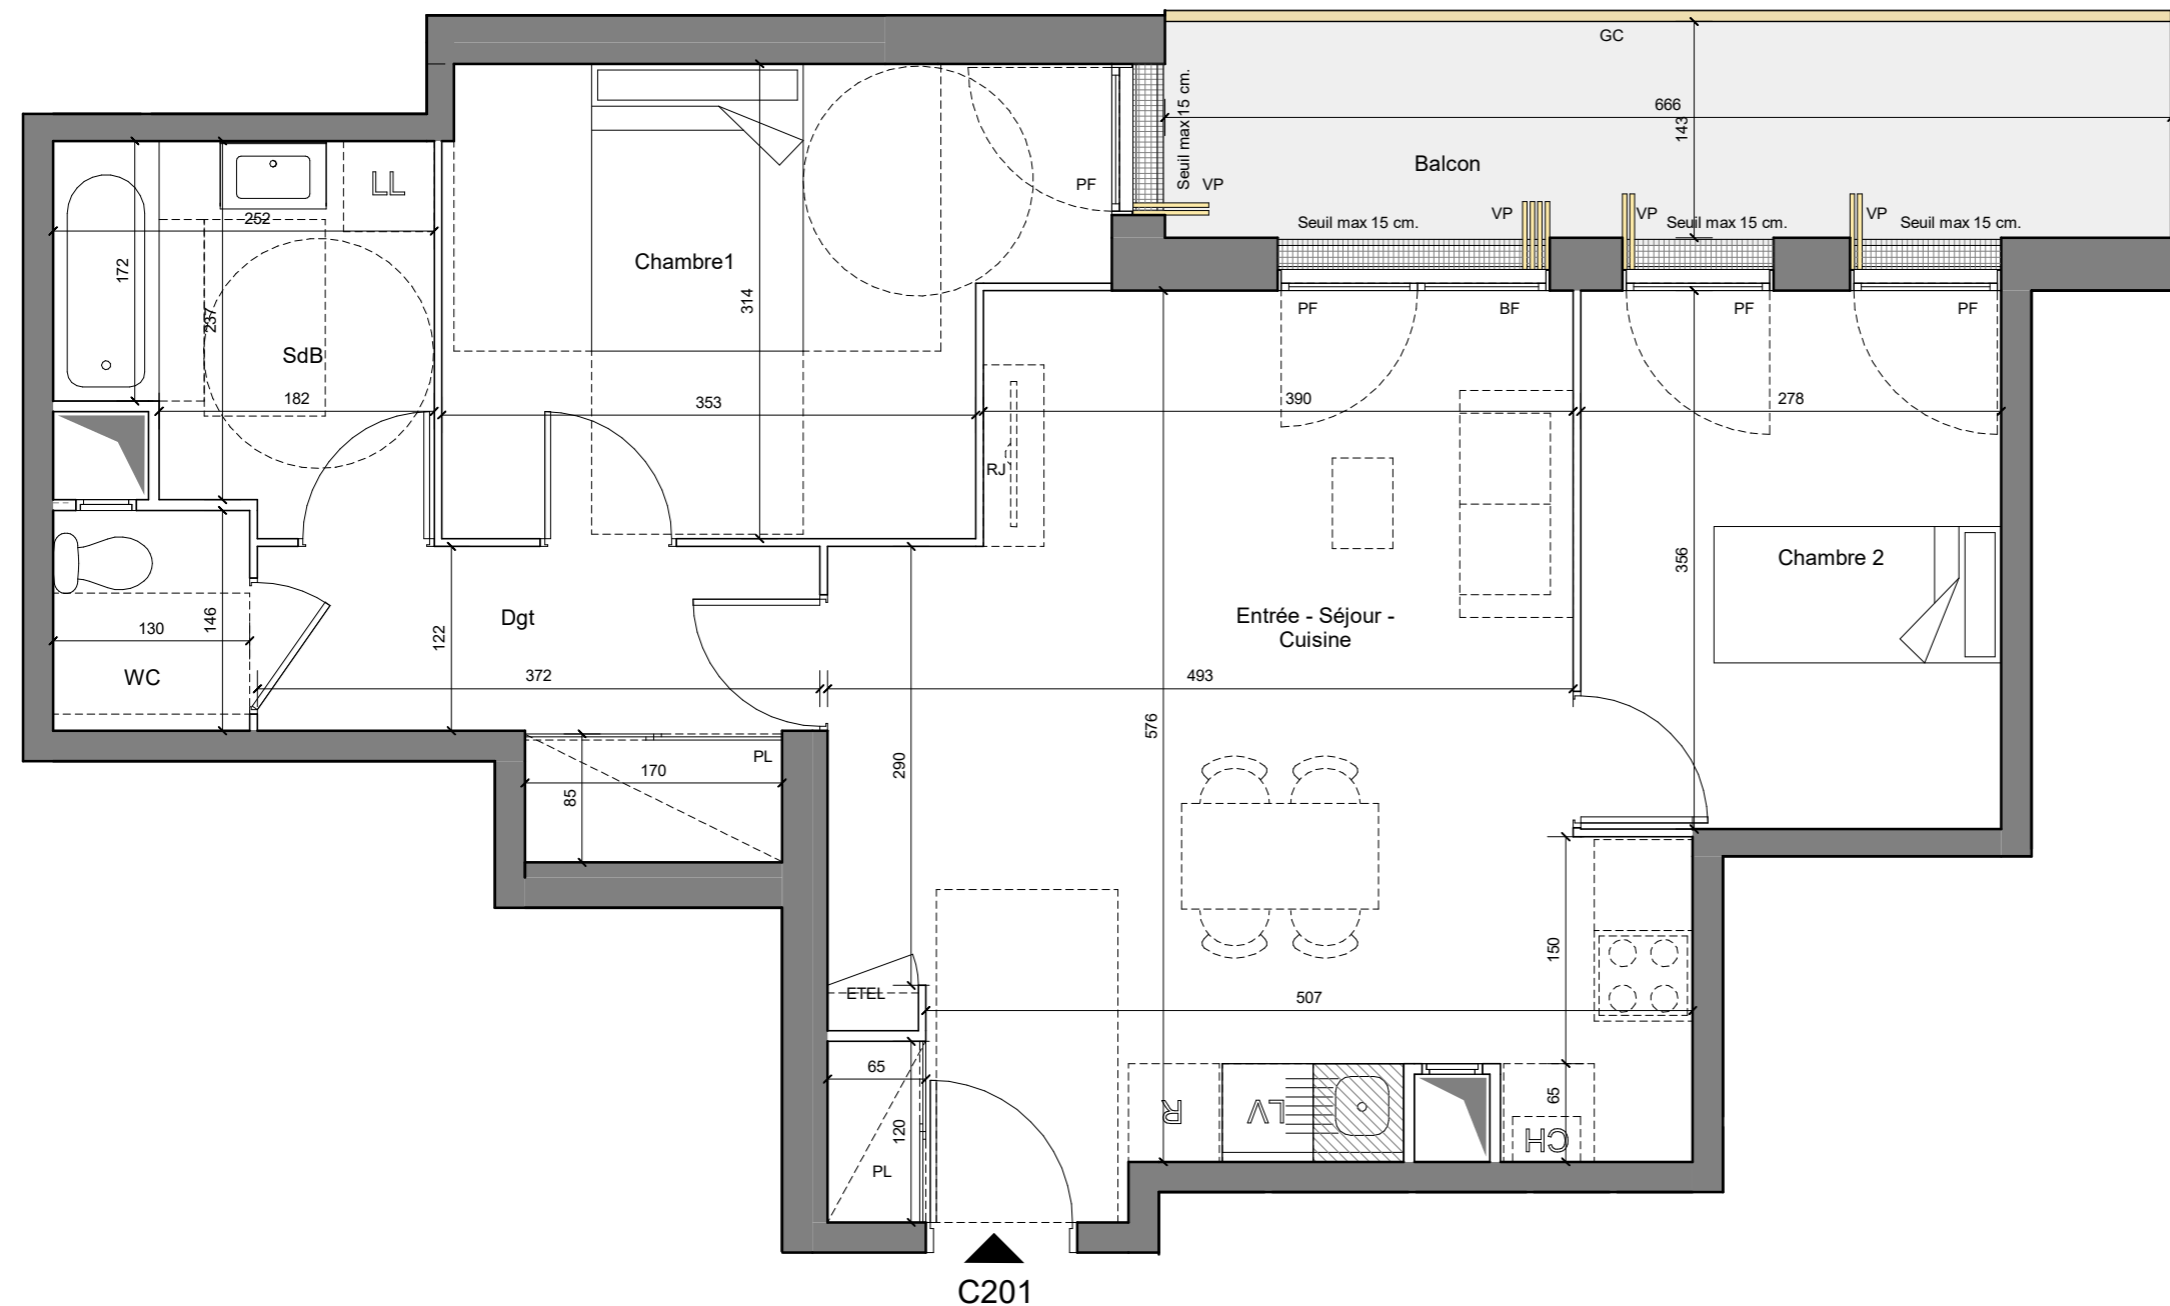 GC
666
143
Balcon
Seuil max 15 cm.
VP
PF
Seuil max 15 cm.
VP
VP
Seuil max 15 cm.
VP
Seuil max 15 cm.
LL
252
172
237
SdB
182
Chambre1
314
353
PF
BF
PF
PF
390
278
RJ
356
Chambre 2
Entrée - Séjour -
Cuisine
Dgt
122
146
130
WC
372
493
576
290
PL
170
85
150
ETEL
507
65
120
PL
R
LV
65
CH
C201